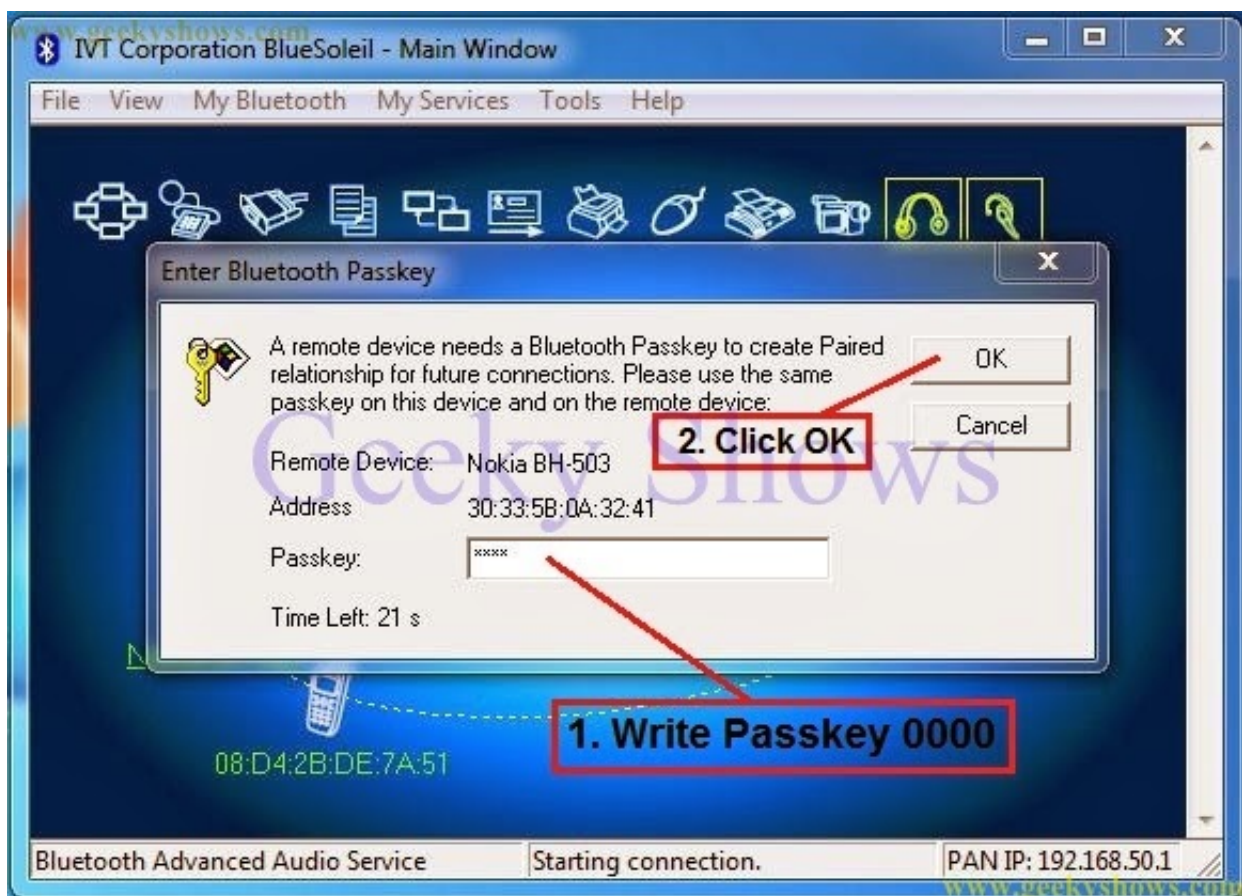 www.geekyshows.com
IVT Corporation BlueSoleil - Main Window
File View My Bluetooth My Services Tools Help
Enter Bluetooth Passkey
A remote device needs a Bluetooth Passkey to create Paired
relationship for future connections. Please use the same
passkey on this device and on the remote device:
OK
Cancel
2. Click OK
Geeky Shows
Remote Device: Nokia BH-503
Address 30:33:5B:0A:32:41
Passkey: ****
Time Left: 21 s
N
1. Write Passkey 0000
08:D4:2B:DE:7A:51
Bluetooth Advanced Audio Service Starting connection. PAN IP: 192.168.50.1
www.geekyshows.com